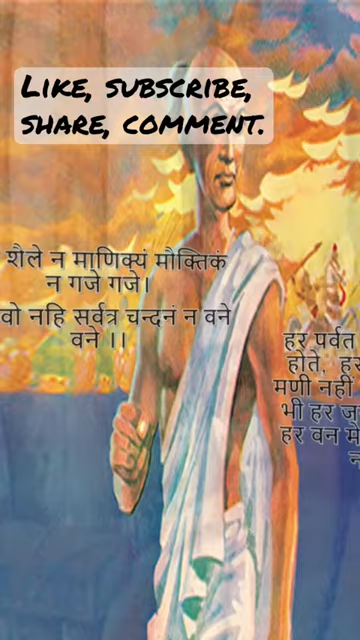 Like, subscribe,
share, comment.
शैले न माणिक्यं मौक्तिकं
न गजे गजे।
वो नहि सर्वत्र चन्दनं न वने
वने ।।
हर पर्वत
होते, हर
मणी नही
भी हर
हर वन